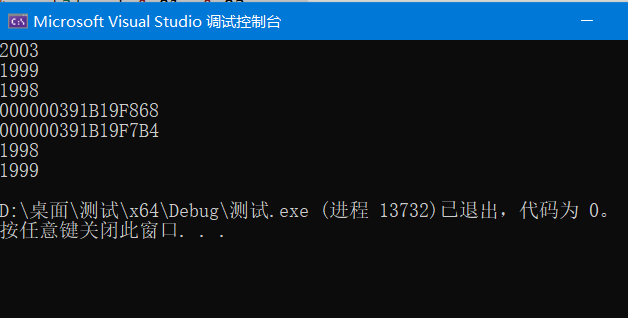 Microsoft Visual Studio 调试控制台
2003
1999
1998
000000391B19F868
000000391B19F7B4
1998
1999
D:\桌面\测试\x64\Debug\测试.exe (进程 13732)已退出，代码为 0。
按任意键关闭此窗口. . .